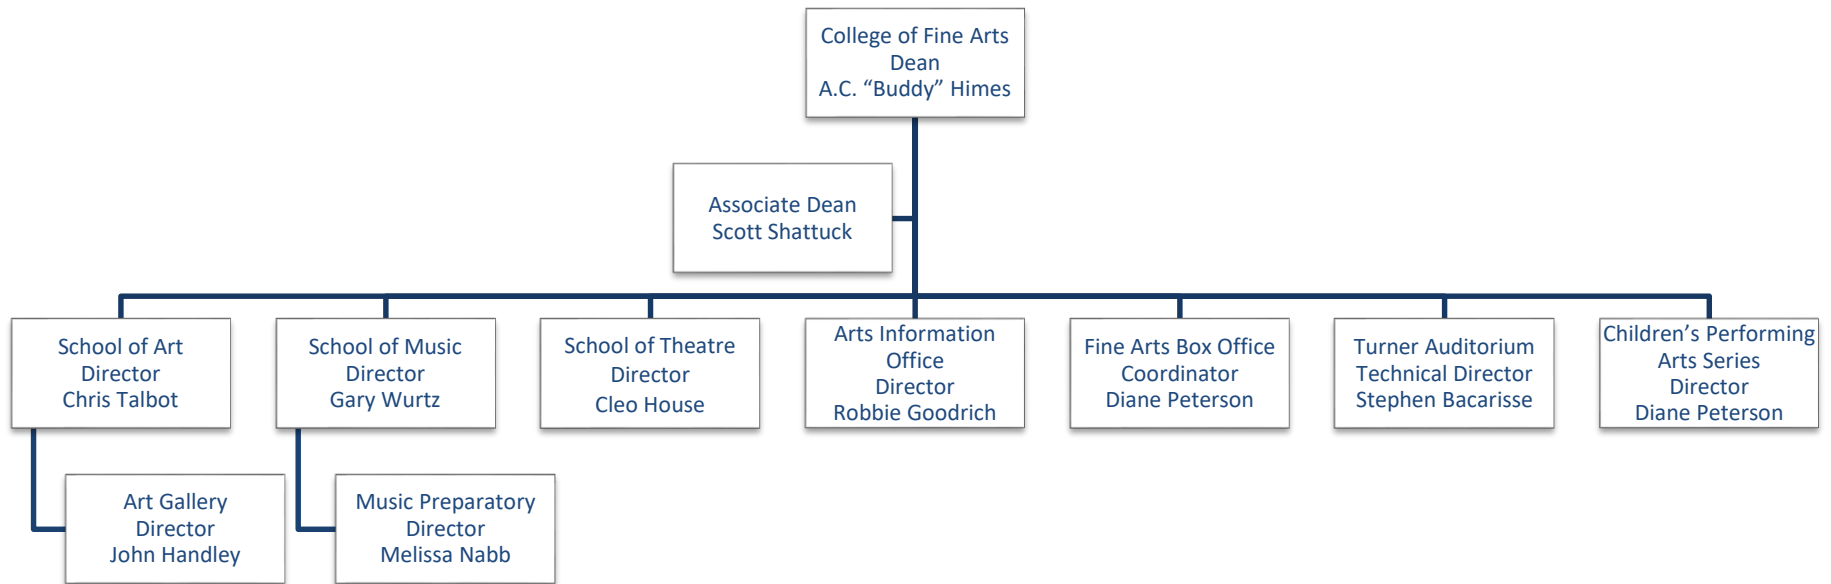 College of Fine Arts
Dean
A.C. “Buddy” Himes
Associate Dean
Scott Shattuck
School of Art
Director
Chris Talbot
School of Music
Director
Gary Wurtz
School of Theatre
Director
Cleo House
Arts Information
Office
Director
Robbie Goodrich
Fine Arts Box Office
Coordinator
Diane Peterson
Turner Auditorium
Technical Director
Stephen Bacarisse
Children’s Performing
Arts Series
Director
Diane Peterson
Art Gallery
Director
John Handley
Music Preparatory
Director
Melissa Nabb